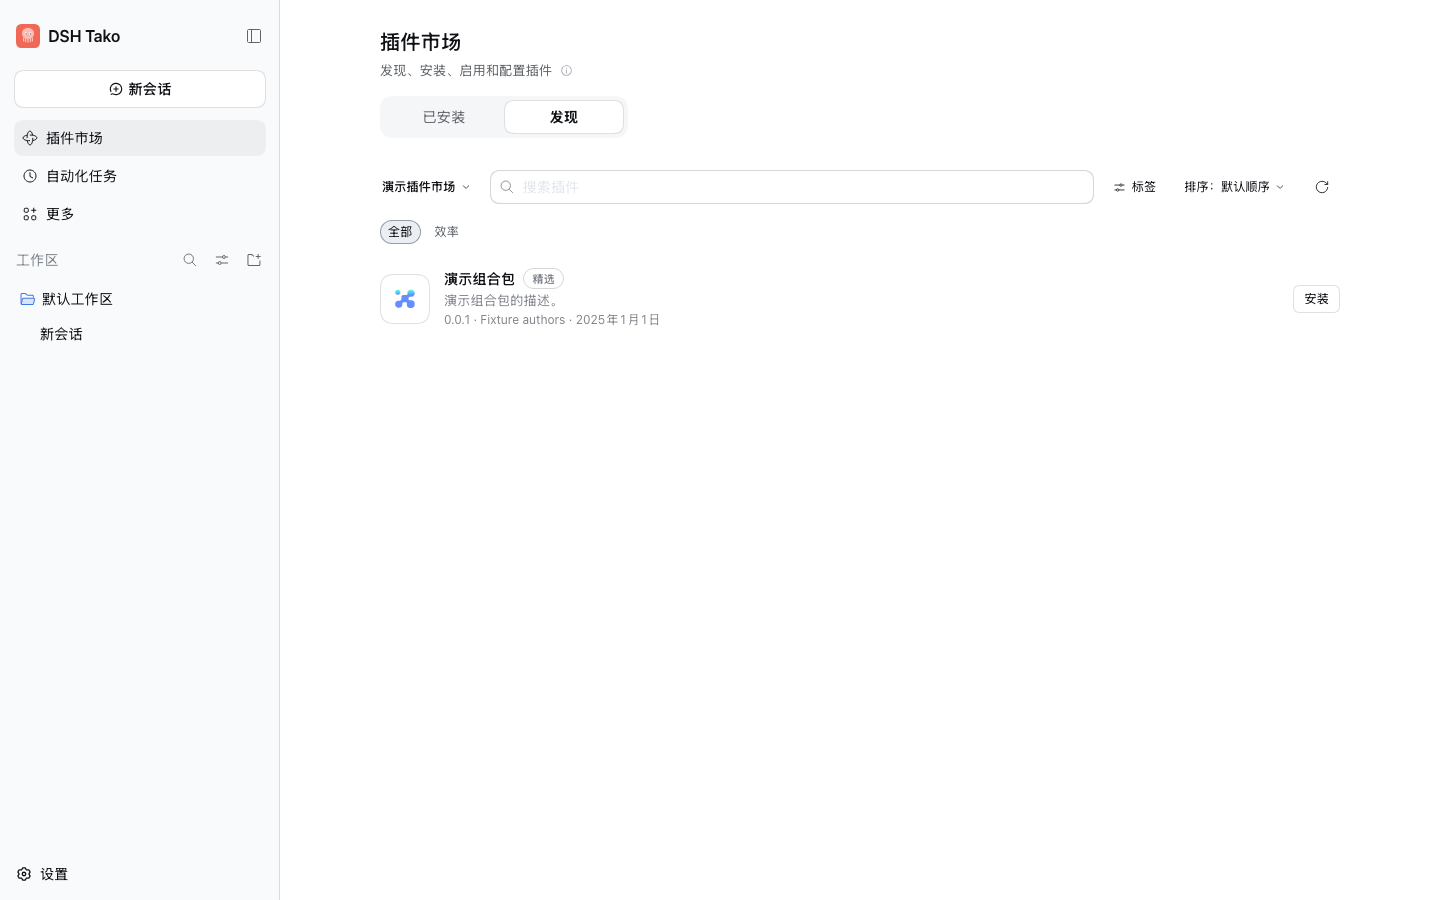 DSH Tako
新会话
插件市场
自动化任务
更多
工作区
默认工作区
新会话
设置
插件市场
发现、安装、启用和配置插件
已安装
发现
演示插件市场
搜索插件
标签
排序：默认顺序
全部
效率
演示组合包
精选
演示组合包的描述。
0.0.1 · Fixture authors · 2025年1月1日
安装